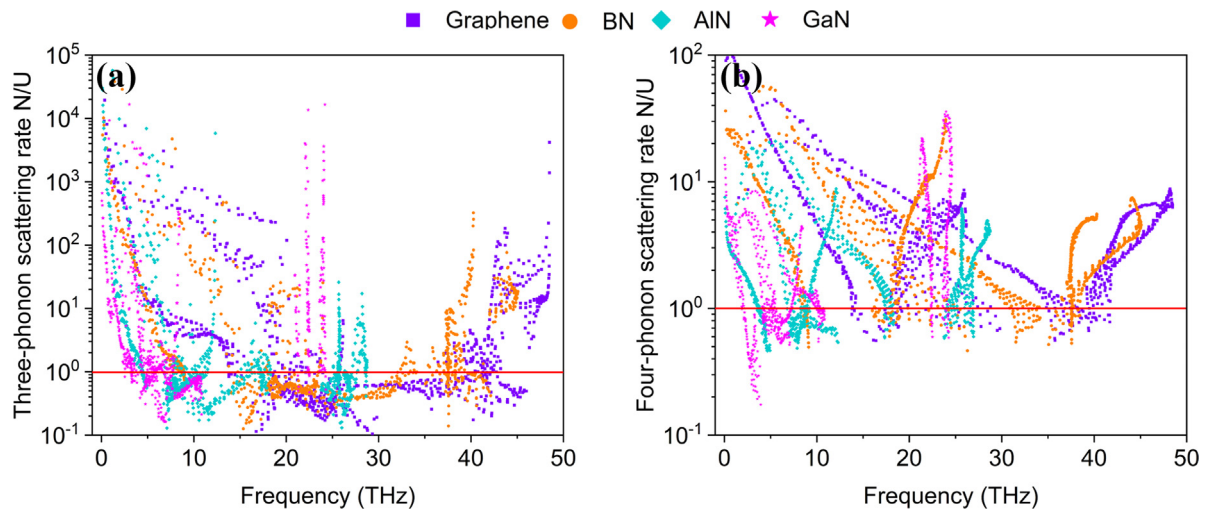 Graphene BN AlN GaN
(a)
Three-phonon scattering rate N/U
10^5
10^4
10^3
10^2
10^1
10^0
10^-1
0 10 20 30 40 50
Frequency (THz)
(b)
Four-phonon scattering rate N/U
10^2
10^1
10^0
10^-1
0 10 20 30 40 50
Frequency (THz)